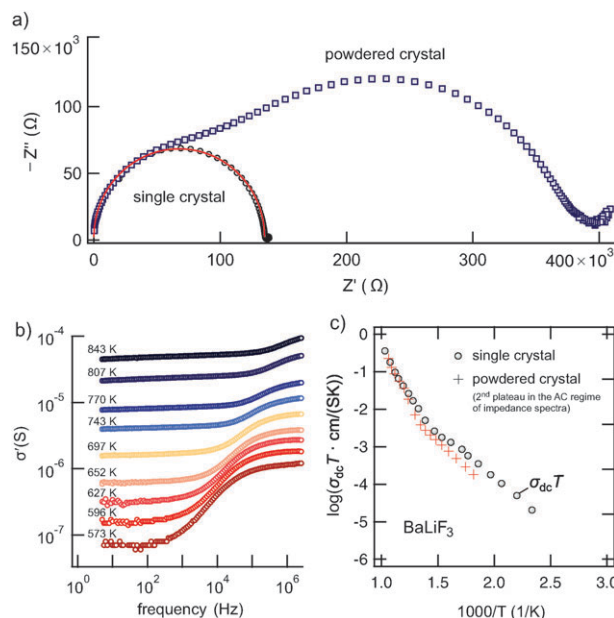 a)
150×10³
100
50
0
- Z'' (Ω)
powdered crystal
single crystal
0 100 200 300 400 × 10³
Z' ( Ω)
b)
10⁻⁴
10⁻⁵
10⁻⁶
10⁻⁷
σ'(S)
843 K
807 K
770 K
743 K
697 K
652 K
627 K
596 K
573 K
10⁰ 10² 10⁴ 10⁶
frequency (Hz)
c)
0
-1
-2
-3
-4
-5
-6
log(σdcT · cm/(SK))
single crystal
powdered crystal
(2nd plateau in the AC regime
of impedance spectra)
σdcT
BaLiF₃
1.0 1.5 2.0 2.5 3.0
1000/T (1/K)